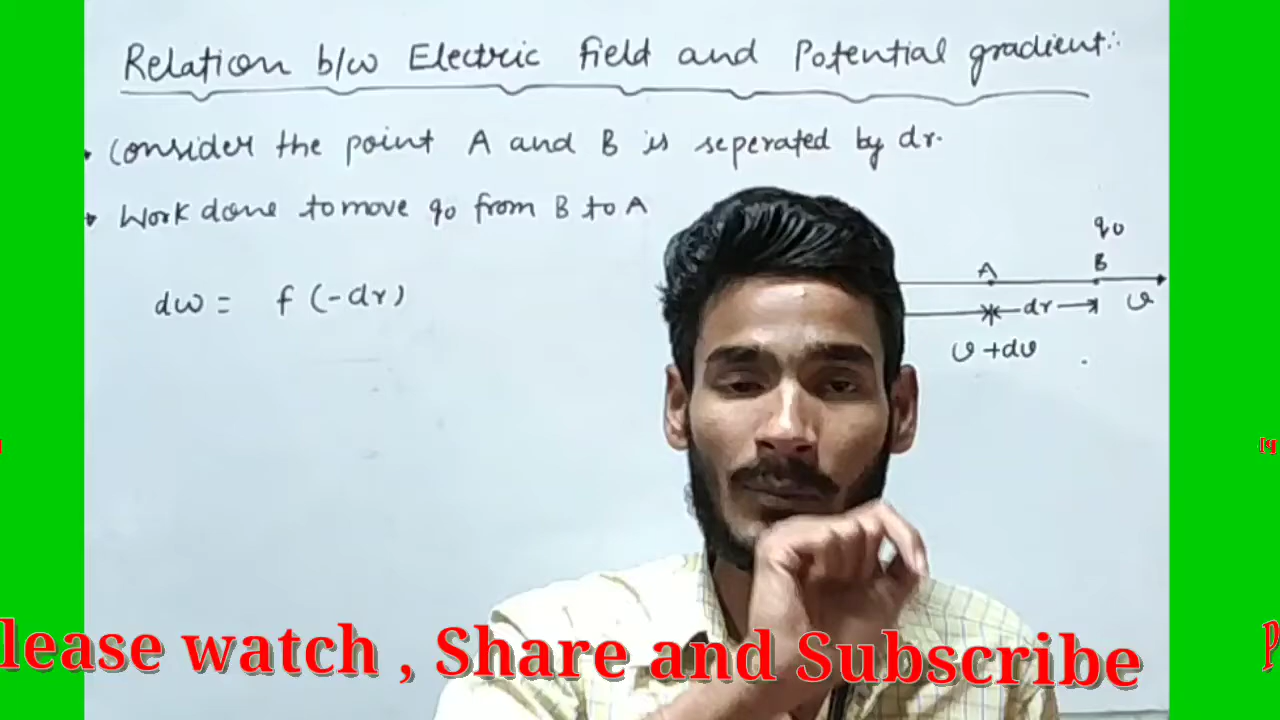 Relation b/w Electric field and Potential gradient:-
• Consider the point A and B is seperated by dr.
• Work done to move q0 from B to A
q0
A B
dw = f (-dr)
dr v
v + dv
lease watch , Share and Subscribe